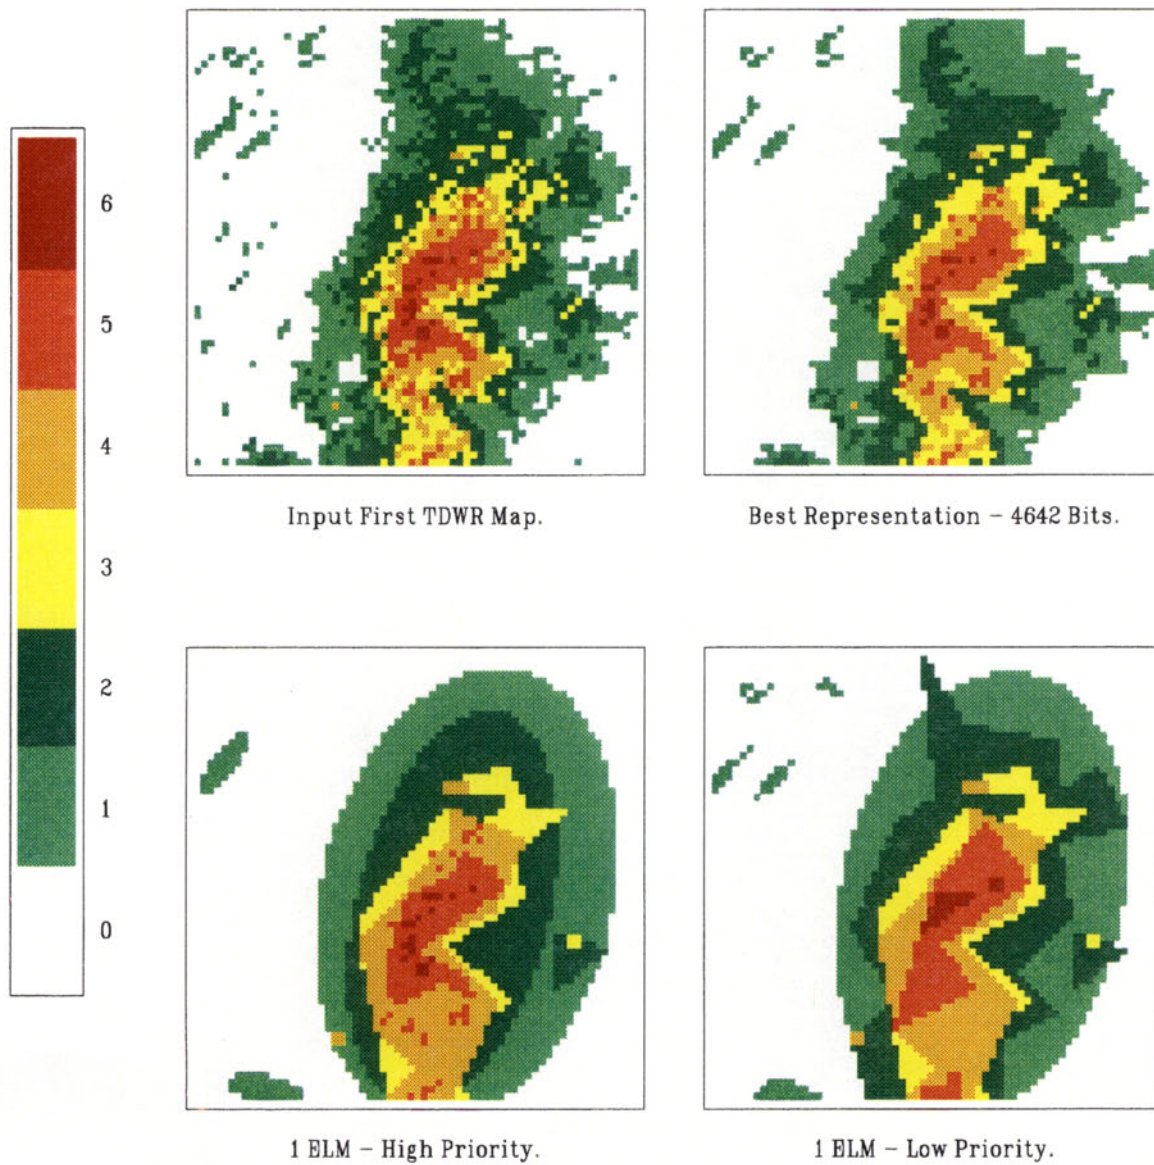 6
5
4
3
2
1
0
Input First TDWR Map.
Best Representation – 4642 Bits.
1 ELM – High Priority.
1 ELM – Low Priority.